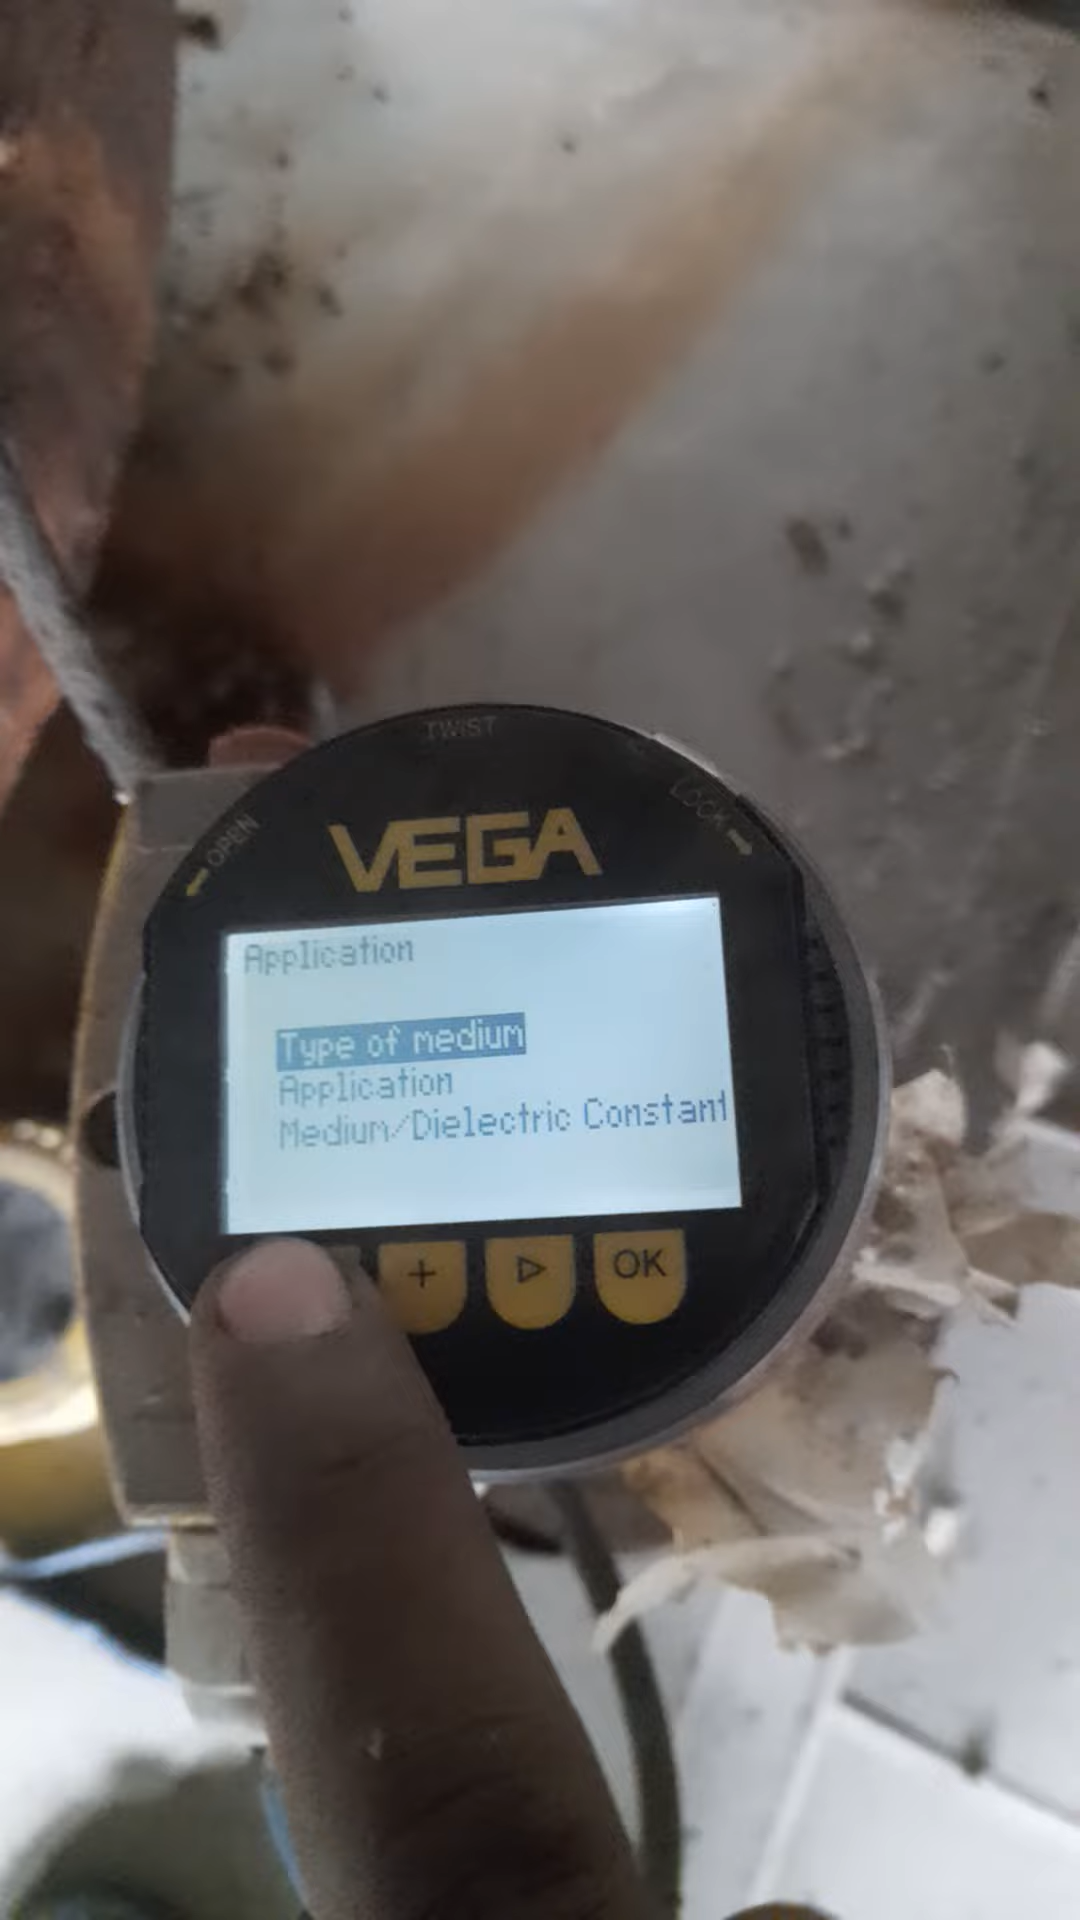 TWIST
OPEN
LOCK
VEGA
Application
Type of medium
Application
Medium/Dielectric Constant
+
OK